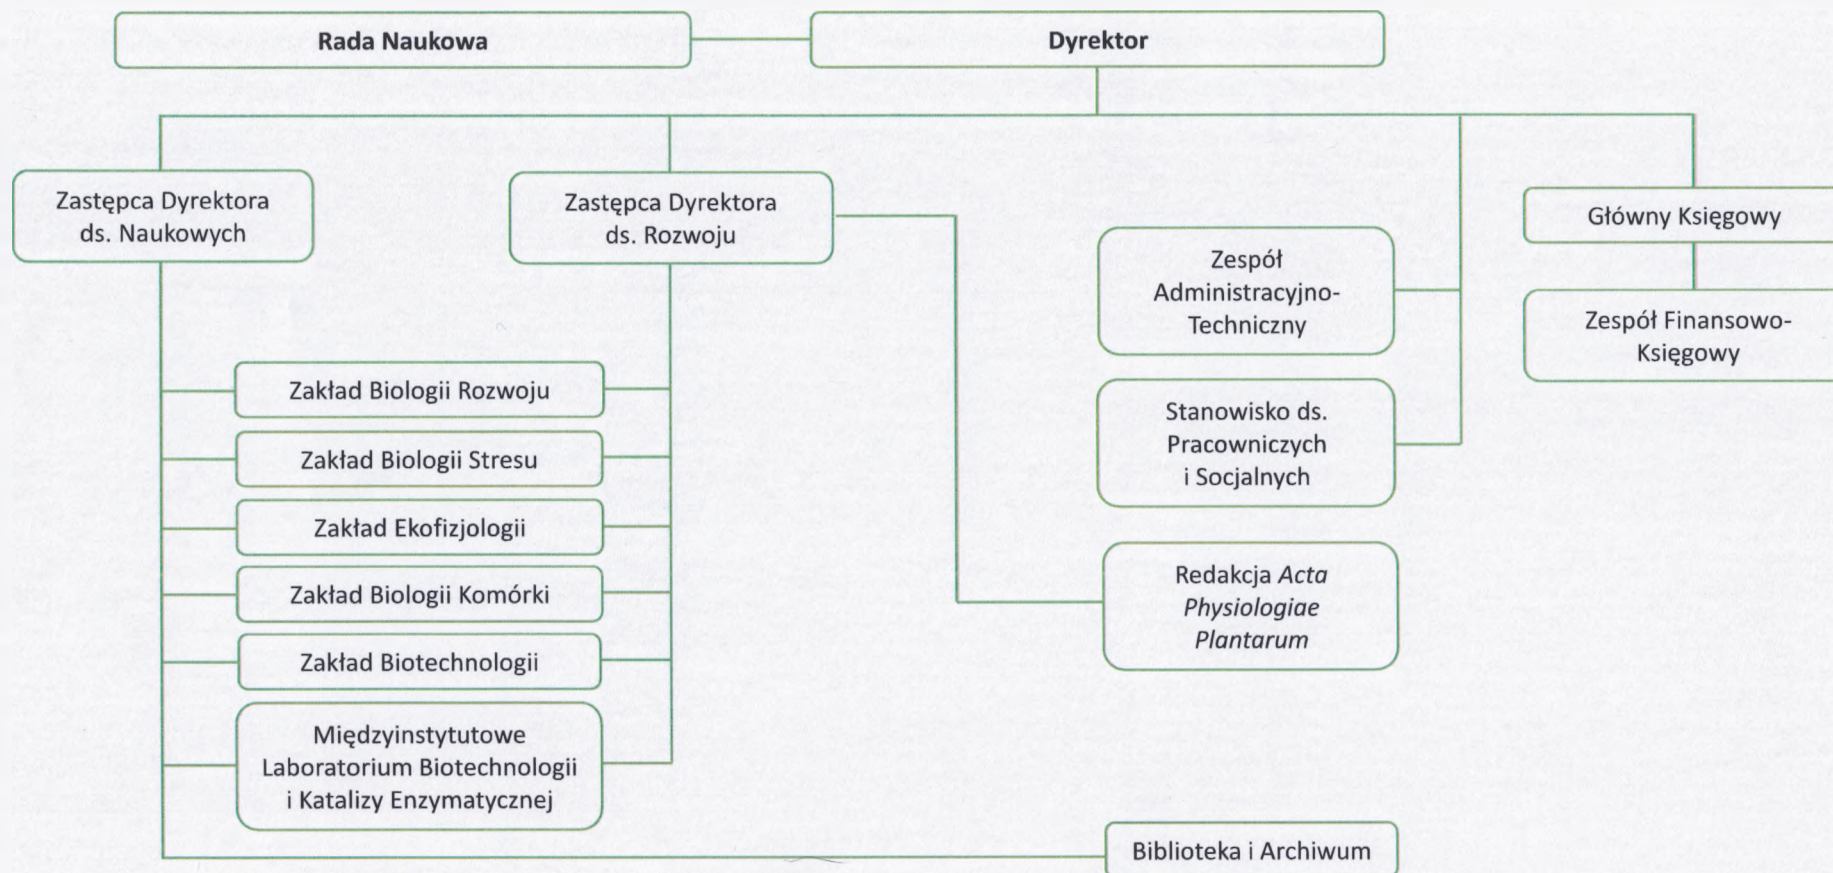 Rada Naukowa
Dyrektor
Zastępca Dyrektora
ds. Naukowych
Zastępca Dyrektora
ds. Rozwoju
Zespół
Administracyjno-
Techniczny
Główny Księgowy
Zespół Finansowo-
Księgowy
Stanowisko ds.
Pracowniczych
i Socjalnych
Zakład Biologii Rozwoju
Zakład Biologii Stresu
Zakład Ekofizjologii
Zakład Biologii Komórki
Zakład Biotechnologii
Międzyinstytutowe
Laboratorium Biotechnologii
i Katalizy Enzymatycznej
Redakcja Acta
Physiologiae
Plantarum
Biblioteka i Archiwum